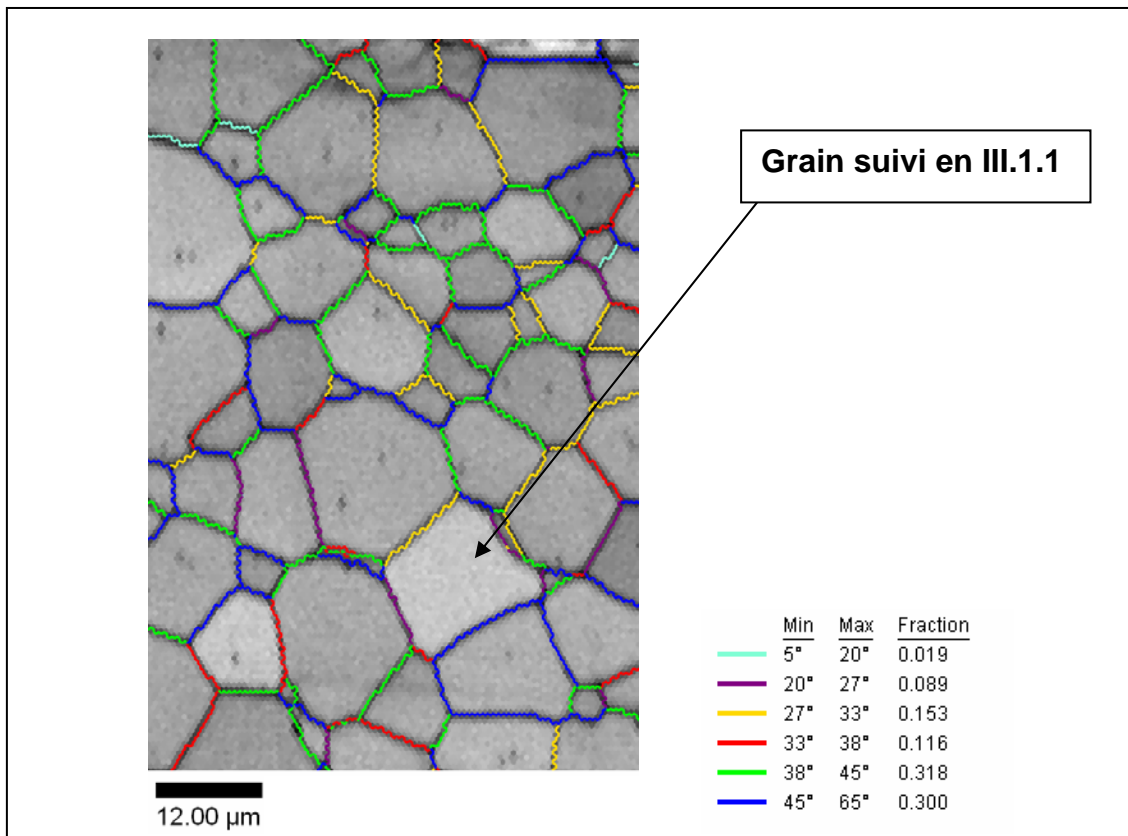 Grain suivi en III.1.1
Min Max Fraction
5° 20° 0.019
20° 27° 0.089
27° 33° 0.153
33° 38° 0.116
38° 45° 0.318
45° 65° 0.300
12.00 µm